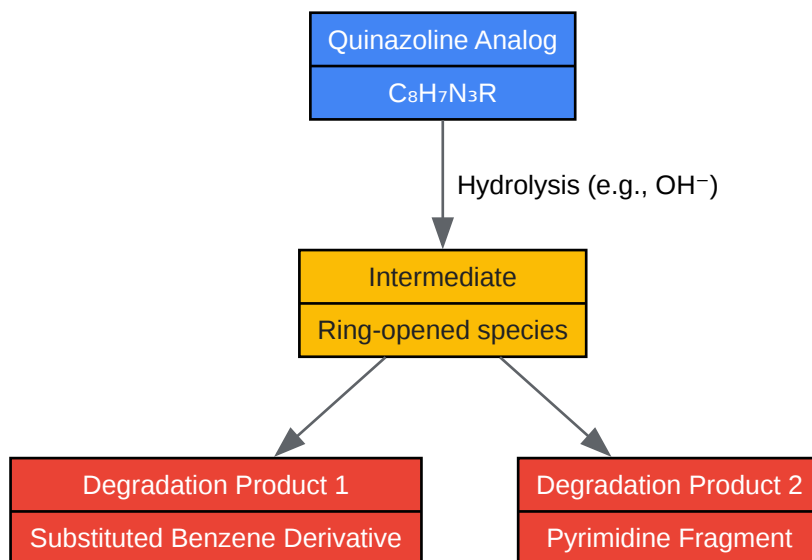 Quinazoline Analog
C₈H₇N₃R
Hydrolysis (e.g., OH⁻)
Intermediate
Ring-opened species
Degradation Product 1
Substituted Benzene Derivative
Degradation Product 2
Pyrimidine Fragment